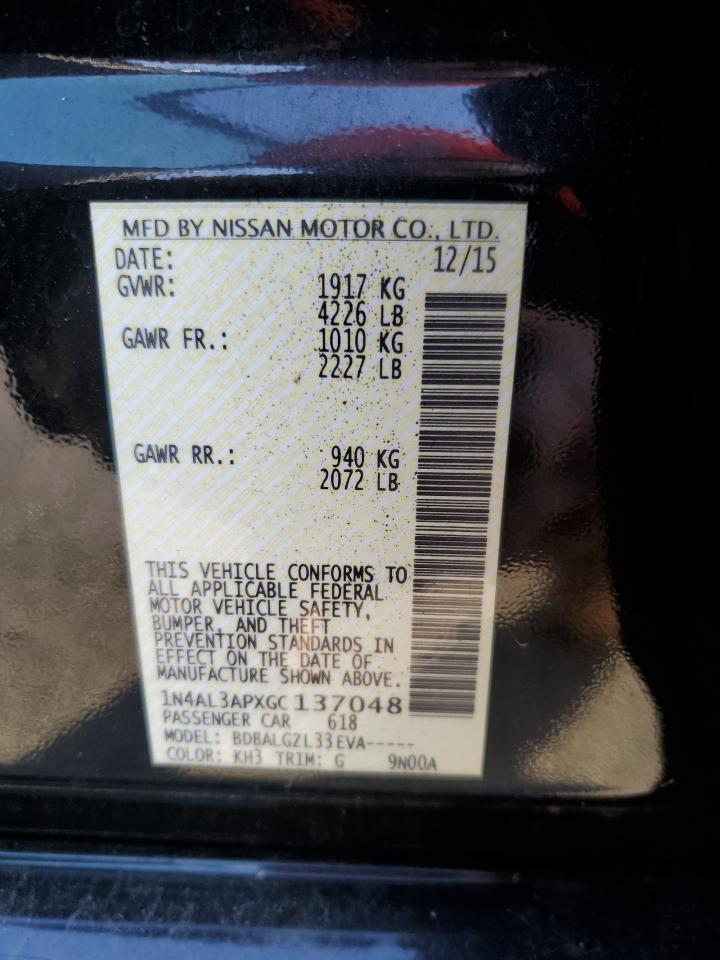 MFD BY NISSAN MOTOR CO., LTD.
DATE: 12/15
GVWR: 1917 KG
4226 LB
GAWR FR.: 1010 KG
2227 LB
GAWR RR.: 940 KG
2072 LB
THIS VEHICLE CONFORMS TO
ALL APPLICABLE FEDERAL
MOTOR VEHICLE SAFETY,
BUMPER, AND THEFT
PREVENTION STANDARDS IN
EFFECT ON THE DATE OF
MANUFACTURE SHOWN ABOVE.
1N4AL3APXGC137048
PASSENGER CAR 618
MODEL: BDBALGZL33EVA-----
COLOR: KH3 TRIM: G 9N00A